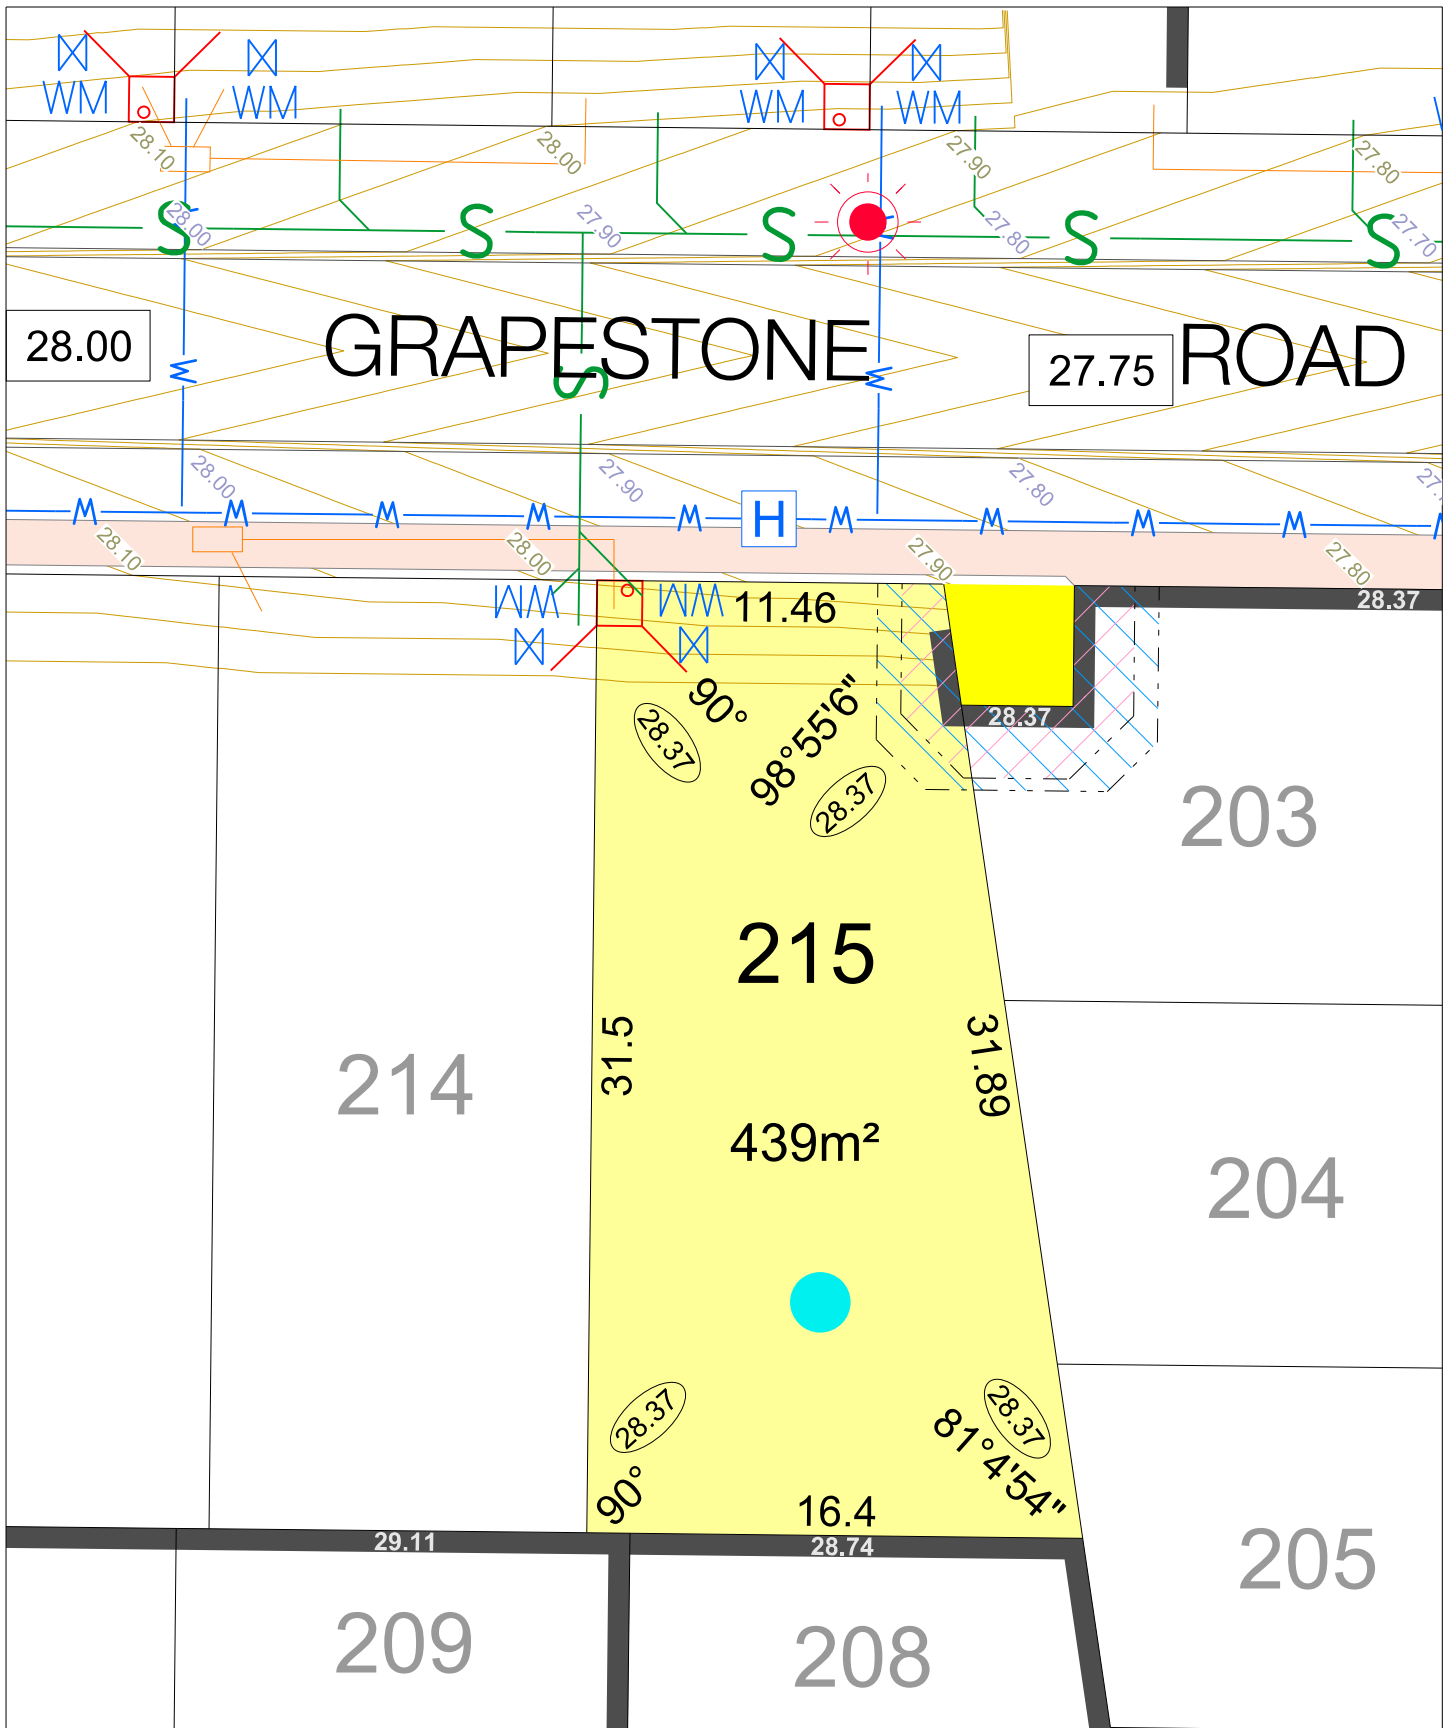 WM
WM
WM
WM
28.10
28.00
27.90
27.80
S
S
S
S
S
28.00
27.90
27.80
27.70
28.00
GRAPESTONE
27.75
ROAD
S
28.00
27.90
27.80
M
M
M
M
M
H
M
M
M
M
28.10
28.00
27.90
27.80
WM
WM
11.46
28.37
90°
98°55'6"
28.37
28.37
28.37
203
215
31.5
31.89
214
439m²
204
28.37
28.37
81°4'54"
90°
16.4
29.11
28.74
205
209
208